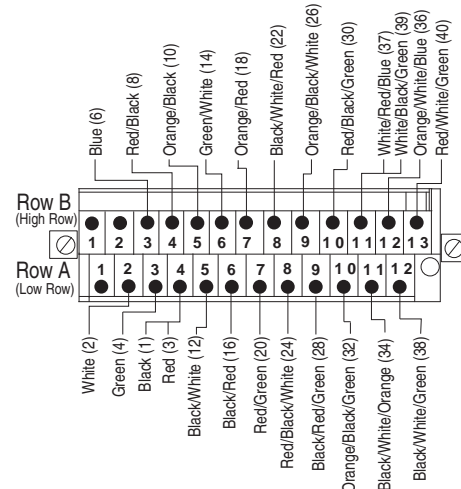 Blue (6)
Red/Black (8)
Orange/Black (10)
Green/White (14)
Orange/Red (18)
Black/White/Red (22)
Orange/Black/White (26)
Red/Black/Green (30)
White/Red/Blue (37)
White/Black/Green (39)
Orange/White/Blue (36)
Red/White/Green (40)
Row B
(High Row)
1 2 3 4 5 6 7 8 9 10 11 12 13
Row A
(Low Row)
1 2 3 4 5 6 7 8 9 10 11 12
White (2)
Green (4)
Black (1)
Red (3)
Black/White (12)
Black/Red (16)
Red/Green (20)
Red/Black/White (24)
Black/Red/Green (28)
Orange/Black/Green (32)
Black/White/Orange (34)
Black/White/Green (38)